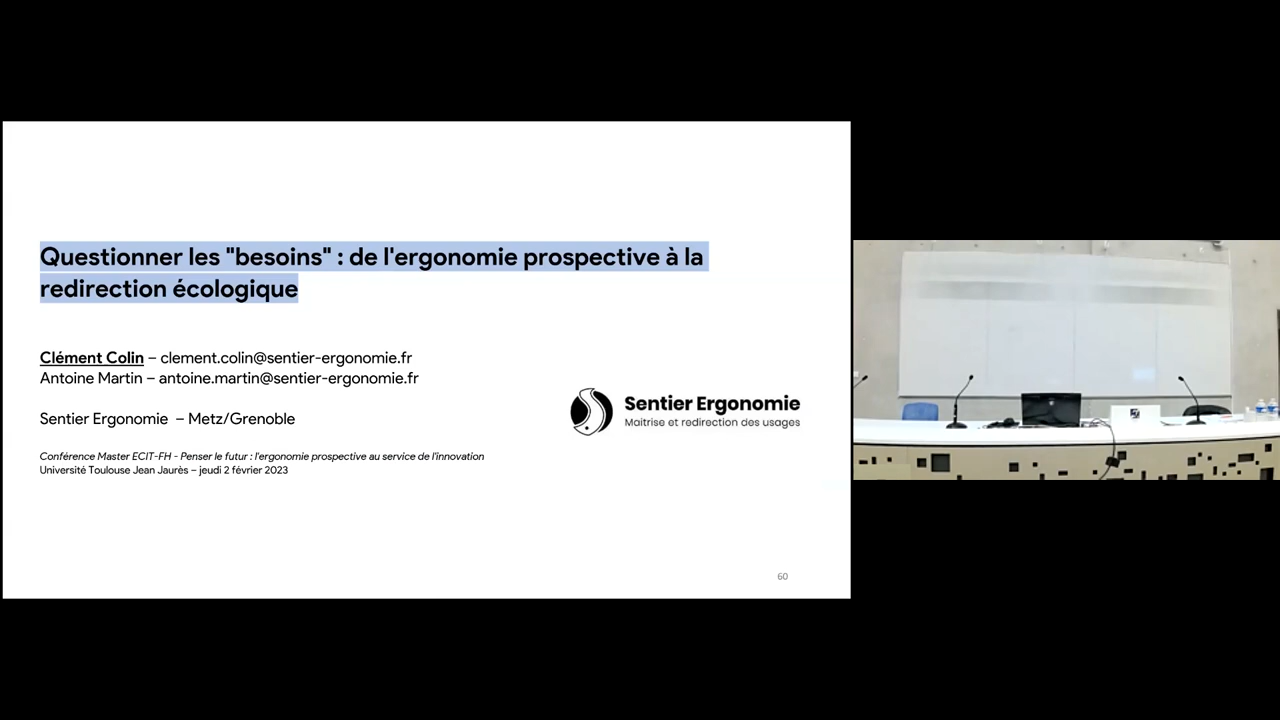 Questionner les "besoins" : de l'ergonomie prospective à la
redirection écologique
Clément Colin – clement.colin@sentier-ergonomie.fr
Antoine Martin – antoine.martin@sentier-ergonomie.fr
Sentier Ergonomie – Metz/Grenoble
Sentier Ergonomie
Maitrise et redirection des usages
Conférence Master ECIT-FH - Penser le futur : l'ergonomie prospective au service de l'innovation
Université Toulouse Jean Jaurès – jeudi 2 février 2023
60